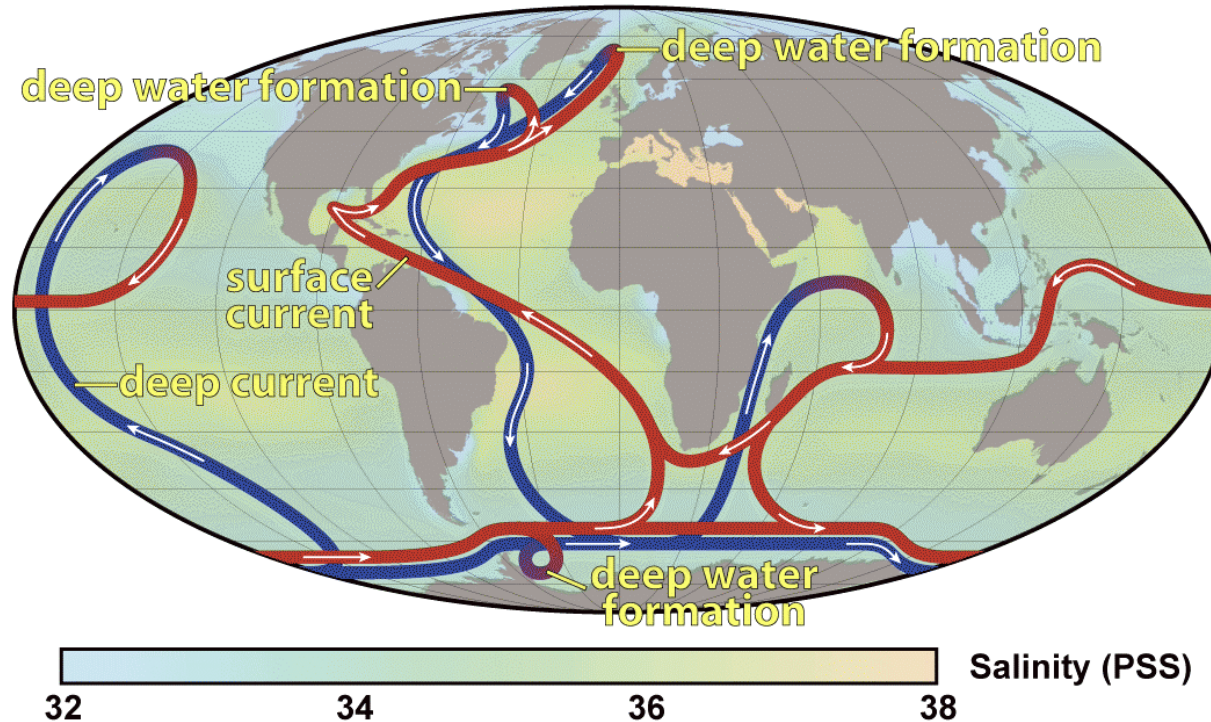 deep water formation
deep water formation
surface
current
deep current
deep water
formation
Salinity (PSS)
32 34 36 38